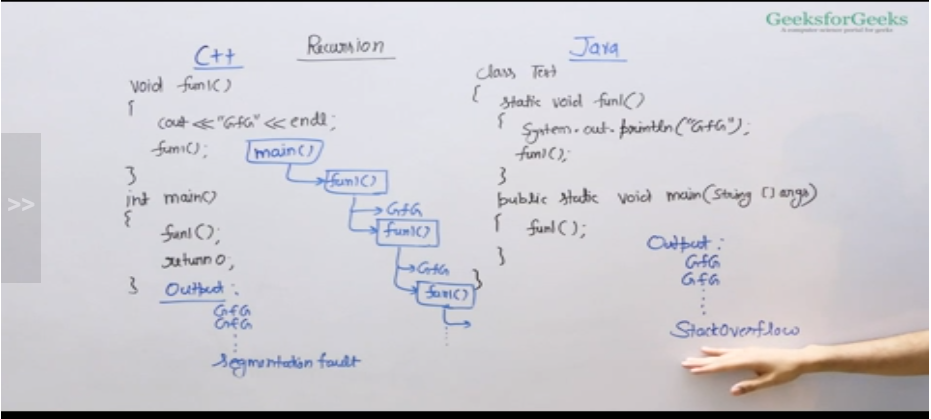 GeeksforGeeks
A computer science portal for geeks
Recursion
C++
void fun1()
{
cout << "GfG" << endl;
fun1();
}
int main()
{
fun1();
return 0;
}
Output :
GfG
GfG
Segmentation fault
main()
fun1()
GfG
fun1()
GfG
fun1()
Java
class Test
{
static void fun1()
{ System.out.println("GfG");
fun1();
}
public static void main(String [] args)
{ fun1();
}
}
Output :
GfG
GfG
StackOverflow
>>